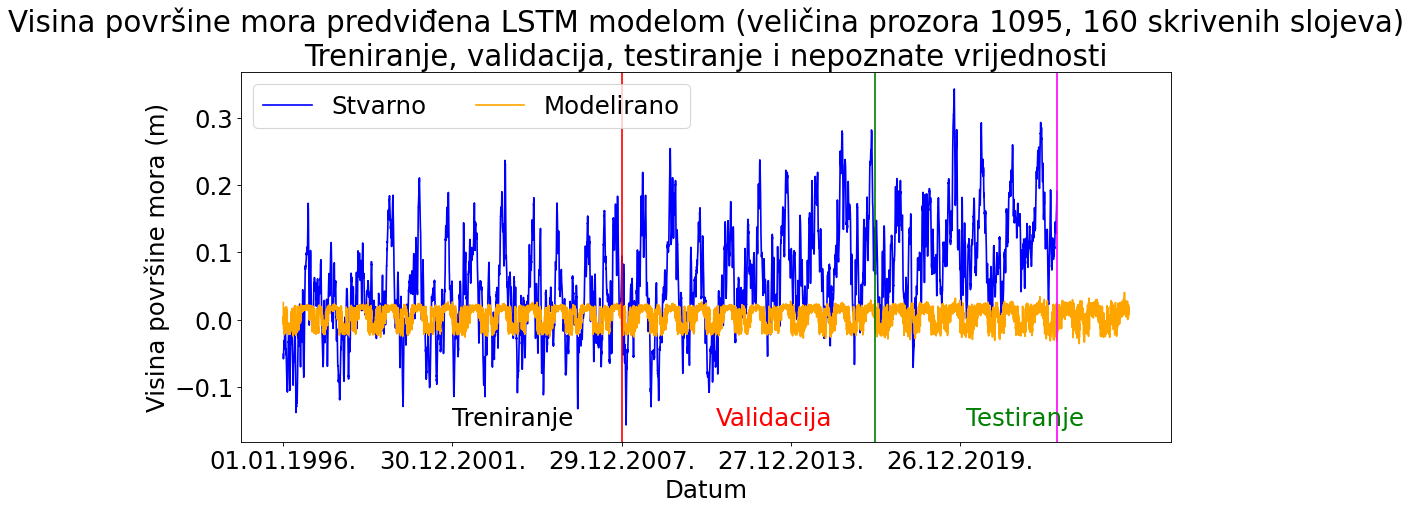 Visina površine mora predviđena LSTM modelom (veličina prozora 1095, 160 skrivenih slojeva)
Treniranje, validacija, testiranje i nepoznate vrijednosti
Stvarno
Modelirano
Visina površine mora (m)
0.3
0.2
0.1
0.0
−0.1
Treniranje
Validacija
Testiranje
01.01.1996.
30.12.2001.
29.12.2007.
27.12.2013.
26.12.2019.
Datum